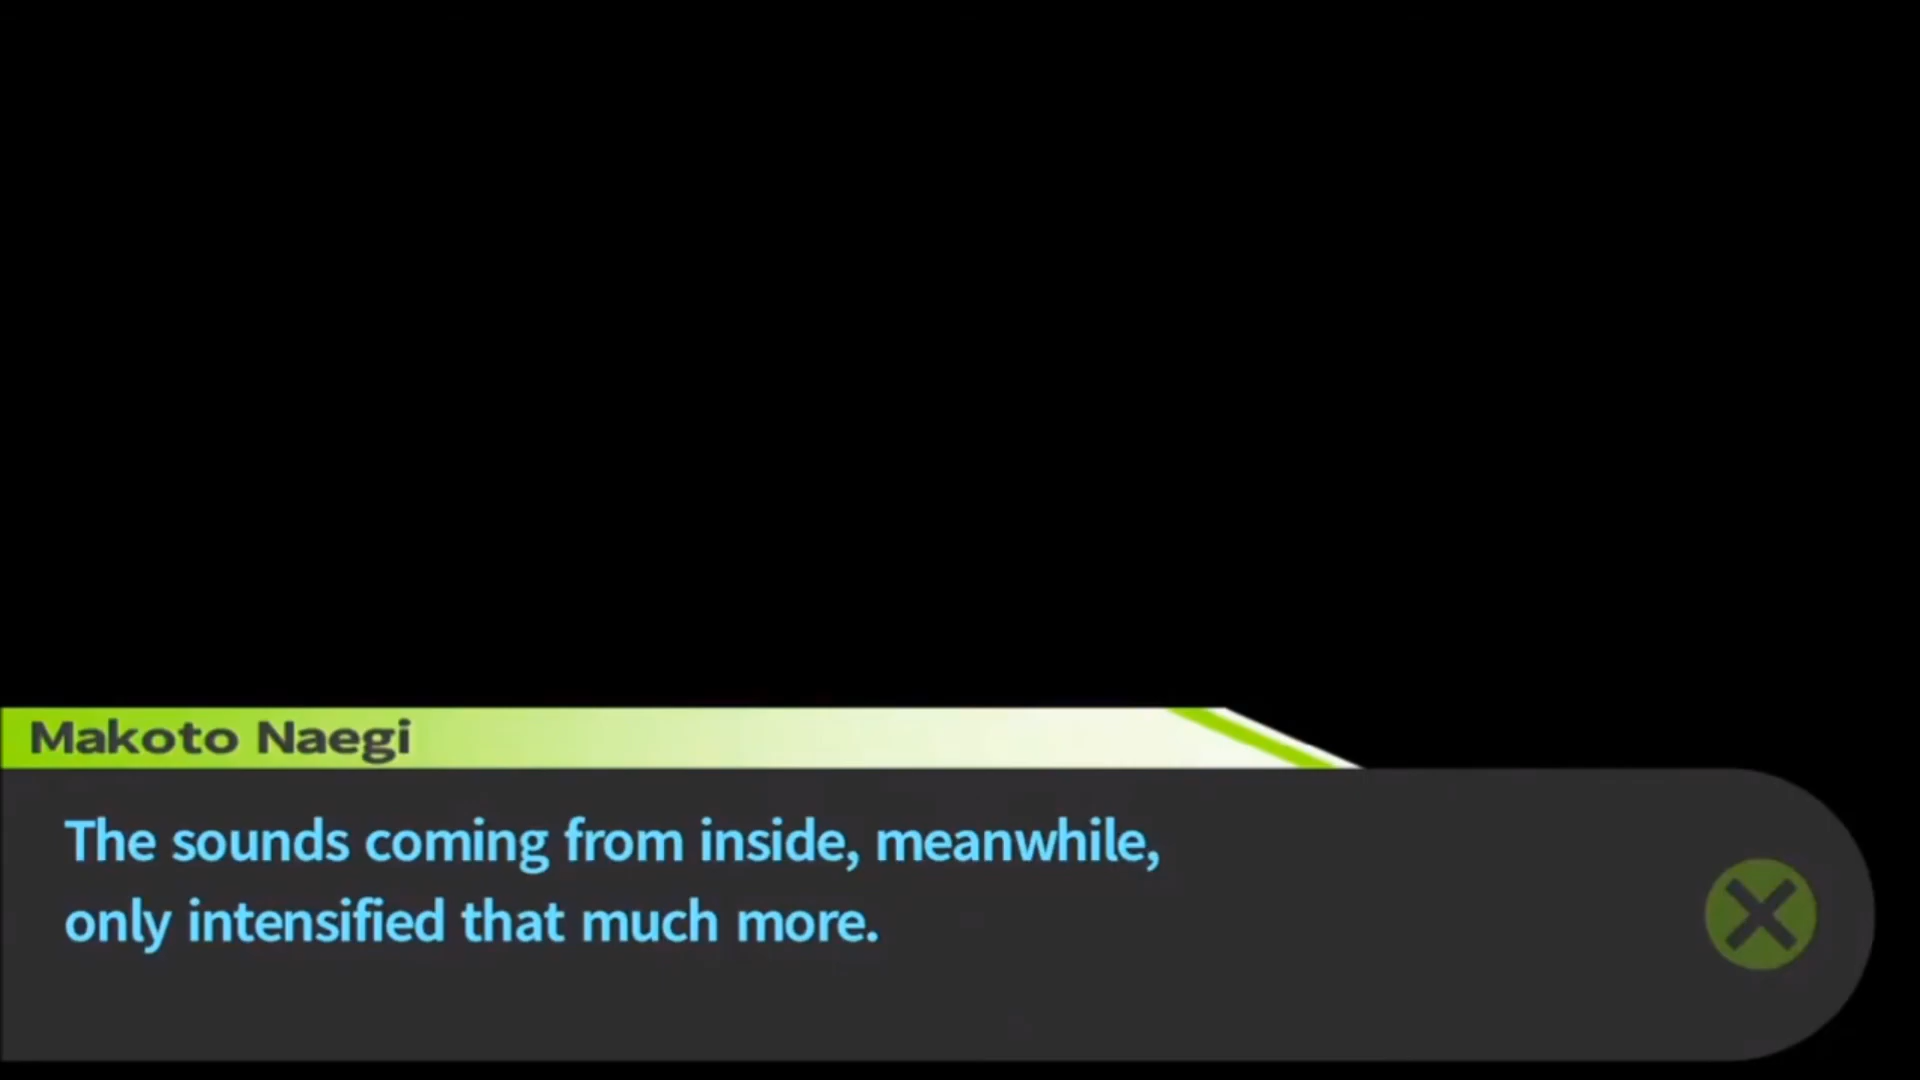 Makoto Naegi
The sounds coming from inside, meanwhile,
only intensified that much more.